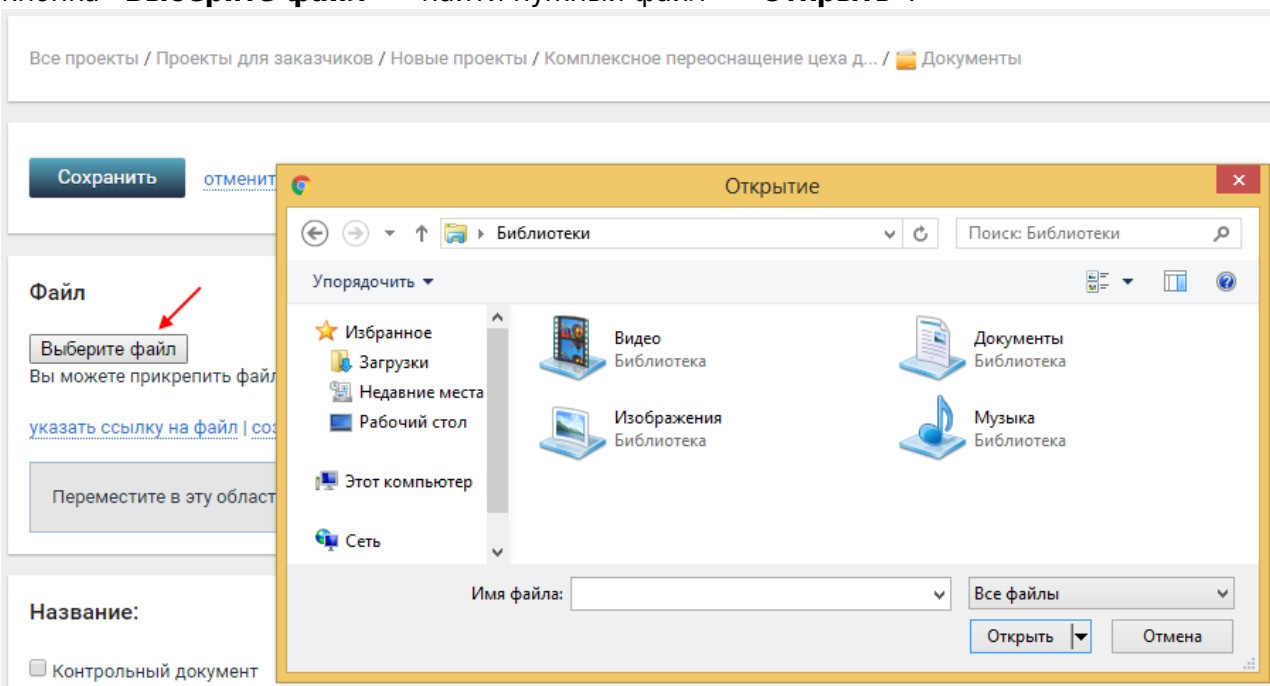 Все проекты / Проекты для заказчиков / Новые проекты / Комплексное переоснащение цеха д... / Документы
Сохранить отменит
Файл
Выберите файл
Вы можете прикрепить файл
указать ссылку на файл | соз
Переместите в эту област
Название:
Контрольный документ
Открытие
Библиотеки
Поиск: Библиотеки
Упорядочить
Избранное
Загрузки
Недавние места
Рабочий стол
Этот компьютер
Сеть
Видео
Библиотека
Документы
Библиотека
Изображения
Библиотека
Музыка
Библиотека
Имя файла:
Все файлы
Открыть
Отмена